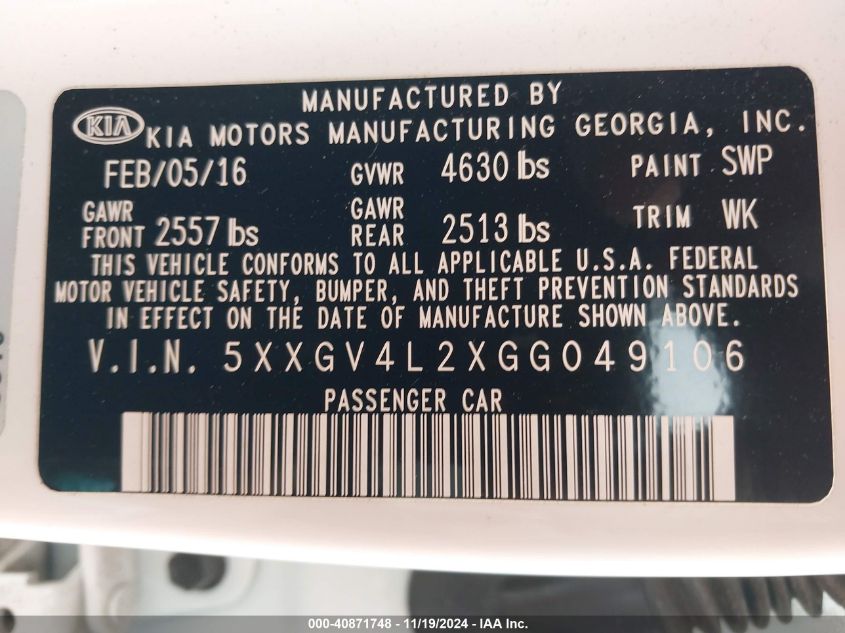 MANUFACTURED BY
KIA KIA MOTORS MANUFACTURING GEORGIA, INC.
FEB/05/16 GVWR 4630 lbs PAINT SWP
GAWR FRONT 2557 lbs GAWR REAR 2513 lbs TRIM WK
THIS VEHICLE CONFORMS TO ALL APPLICABLE U.S.A. FEDERAL
MOTOR VEHICLE SAFETY, BUMPER, AND THEFT PREVENTION STANDARDS
IN EFFECT ON THE DATE OF MANUFACTURE SHOWN ABOVE.
V.I.N. 5XXGV4L2XGG049106
PASSENGER CAR
000-40871748 - 11/19/2024 - IAA Inc.